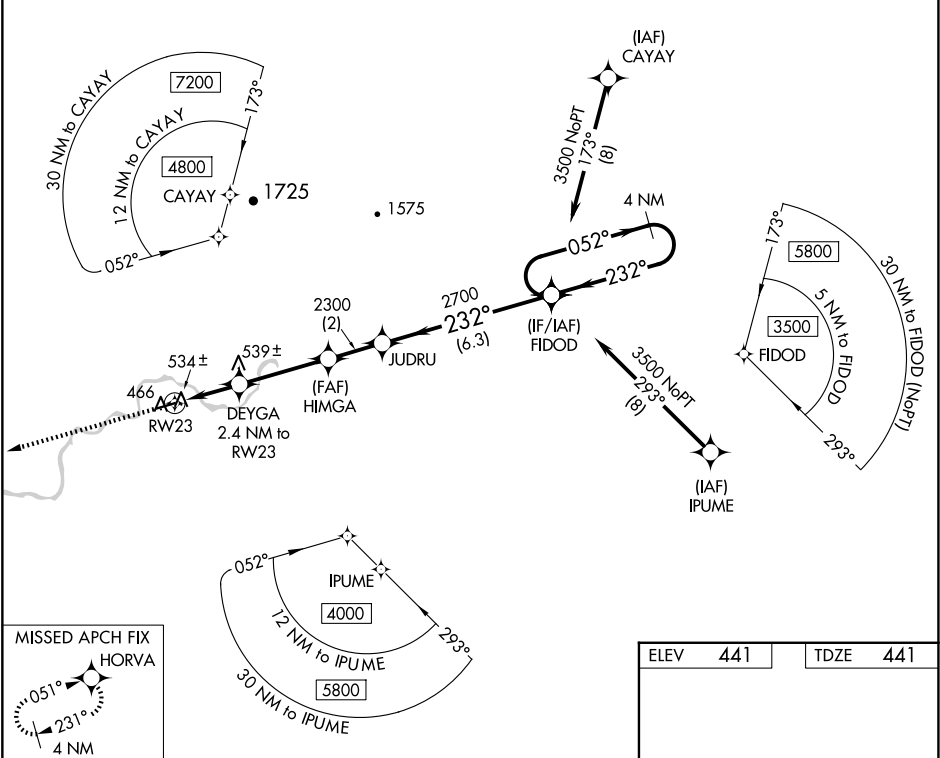 (IAF)
CAYAY
30 NM to CAYAY
7200
173°
12 NM to CAYAY
4800
CAYAY
1725
052°
1575
3500 NoPT
173°
(8)
4 NM
052°
232°
(IF/IAF)
FIDOD
2700
232°
(6.3)
2300
(2)
JUDRU
(FAF)
HIMGA
539±
534±
466
RW23
DEYGA
2.4 NM to
RW23
173°
5800
30 NM to FIDOD (NoPT)
5 NM to FIDOD
3500
FIDOD
293°
3500 NoPT
293°
(8)
(IAF)
IPUME
052°
IPUME
4000
12 NM to IPUME
293°
5800
30 NM to IPUME
MISSED APCH FIX
HORVA
051°
231°
4 NM
ELEV 441
TDZE 441